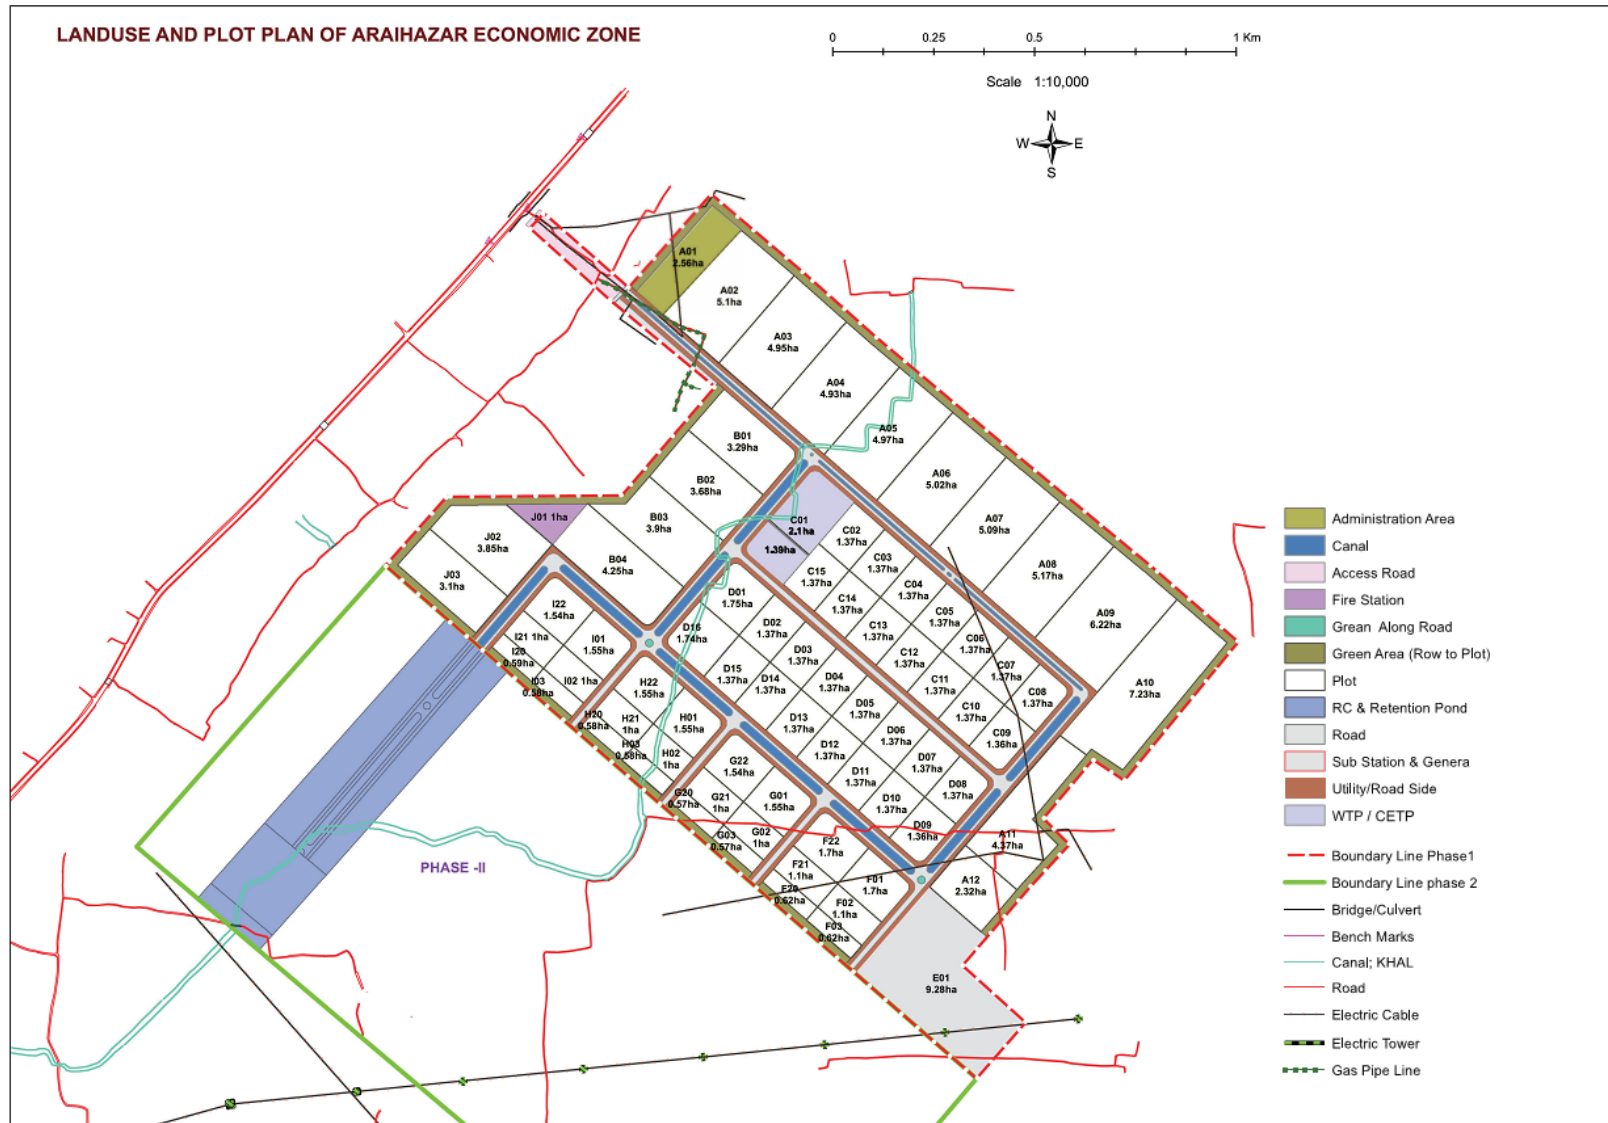 LANDUSE AND PLOT PLAN OF ARAIHAZAR ECONOMIC ZONE
0 0.25 0.5 1 Km
Scale 1:10,000
N
W E
S
A01
2.56ha
A02
5.1ha
A03
4.95ha
A04
4.93ha
A05
4.97ha
A06
5.02ha
A07
5.09ha
A08
5.17ha
A09
6.22ha
A10
7.23ha
A11
4.37ha
A12
2.32ha
B01
3.29ha
B02
3.68ha
B03
3.9ha
B04
4.25ha
J01 1ha
J02
3.85ha
J03
3.1ha
C01
2.1ha
1.39ha
C02
1.37ha
C03
1.37ha
C04
1.37ha
C05
1.37ha
C06
1.37ha
C07
1.37ha
C08
1.37ha
C09
1.36ha
C10
1.37ha
C11
1.37ha
C12
1.37ha
C13
1.37ha
C14
1.37ha
C15
1.37ha
D01
1.75ha
D02
1.37ha
D03
1.37ha
D04
1.37ha
D05
1.37ha
D06
1.37ha
D07
1.37ha
D08
1.37ha
D09
1.36ha
D10
1.37ha
D11
1.37ha
D12
1.37ha
D13
1.37ha
D14
1.37ha
D15
1.37ha
D16
1.74ha
I22
1.54ha
I21 1ha
I20
0.59ha
I01
1.55ha
I02 1ha
I03
0.58ha
H22
1.55ha
H21
1ha
H20
0.58ha
H01
1.55ha
H02
1ha
H03
0.58ha
G22
1.54ha
G21
1ha
G20
0.57ha
G01
1.55ha
G02
1ha
G03
0.57ha
F22
1.7ha
F21
1.1ha
F20
0.62ha
F01
1.7ha
F02
1.1ha
F03
0.62ha
E01
9.28ha
PHASE -II
Administration Area
Canal
Access Road
Fire Station
Grean Along Road
Green Area (Row to Plot)
Plot
RC & Retention Pond
Road
Sub Station & Genera
Utility/Road Side
WTP / CETP
Boundary Line Phase1
Boundary Line phase 2
Bridge/Culvert
Bench Marks
Canal; KHAL
Road
Electric Cable
Electric Tower
Gas Pipe Line